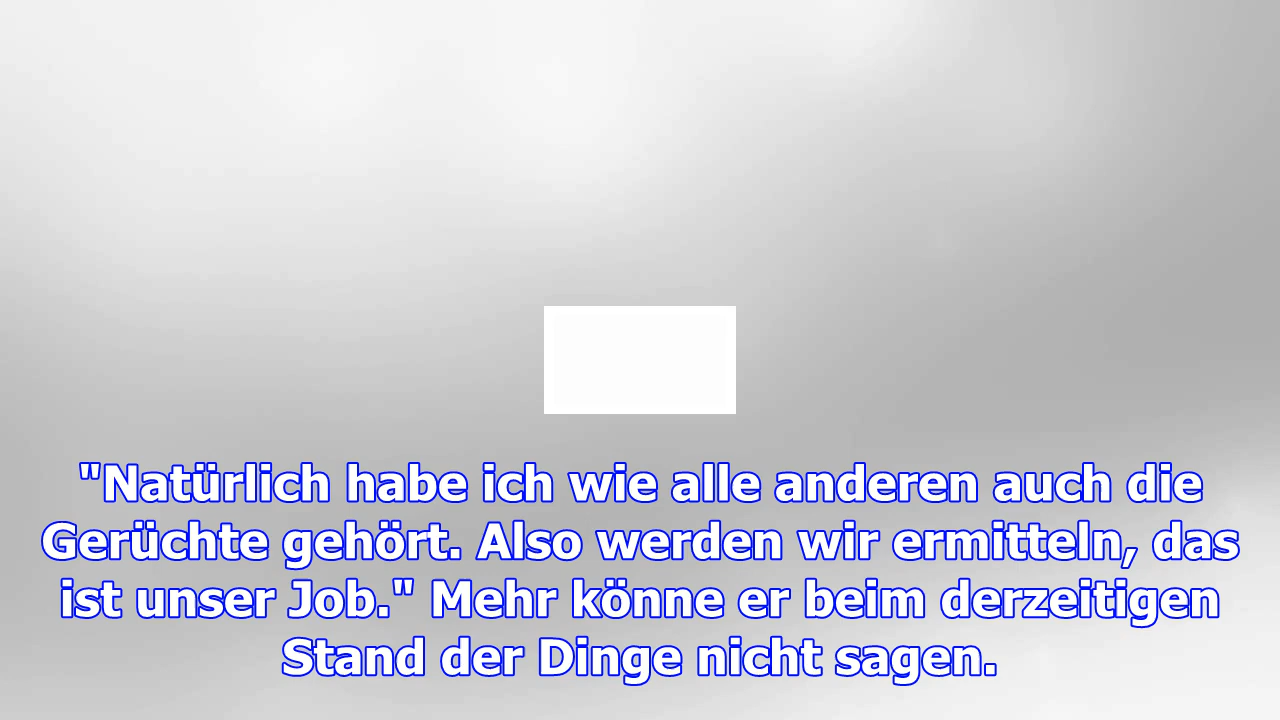 "Natürlich habe ich wie alle anderen auch die
Gerüchte gehört. Also werden wir ermitteln, das
ist unser Job." Mehr könne er beim derzeitigen
Stand der Dinge nicht sagen.